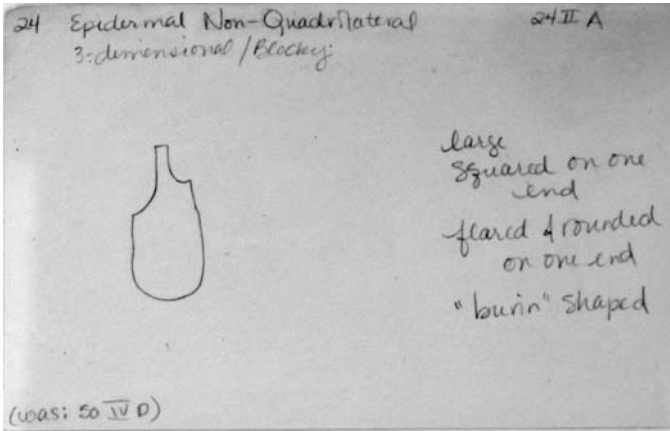 24 Epidermal Non-Quadrilateral 24 II A
3-dimensional/Blocky:
large
squared on one
end
flared & rounded
on one end
"burin" shaped
(was: 50 IV D)